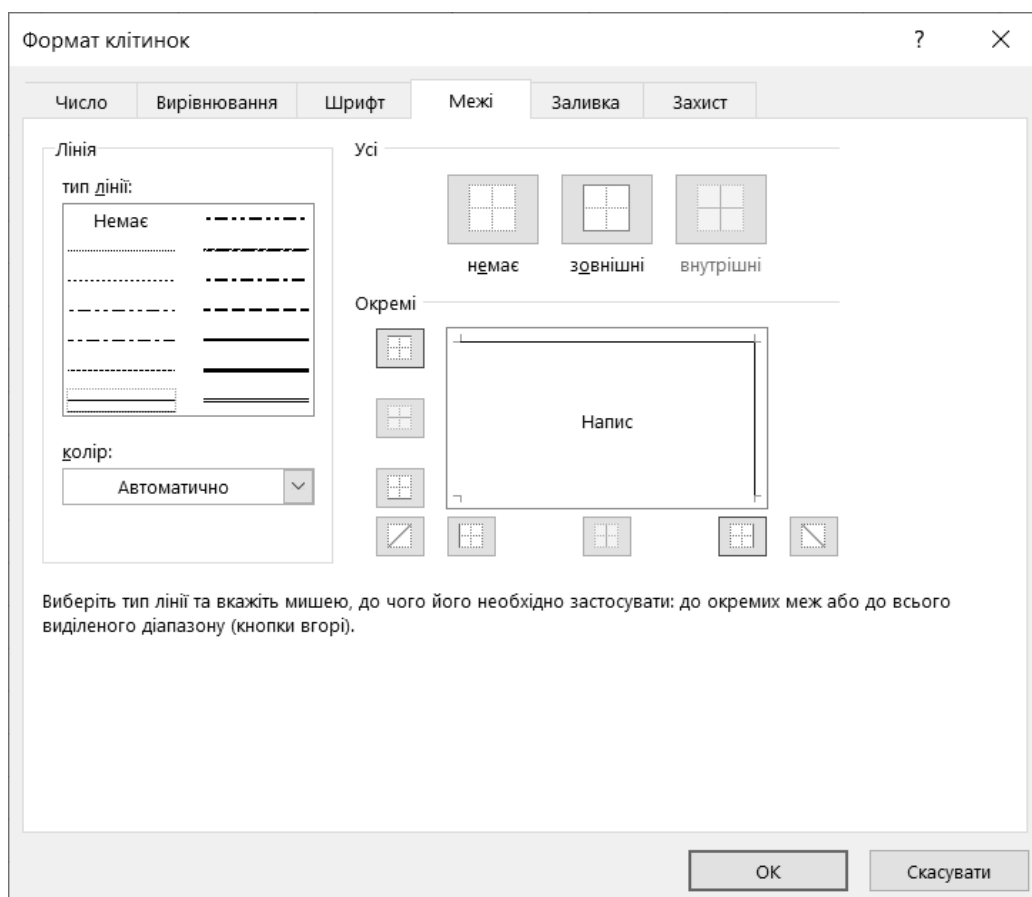 Формат клітинок
?
Число
Вирівнювання
Шрифт
Межі
Заливка
Захист
Лінія
тип лінії:
Немає
колір:
Автоматично
Усі
немає
зовнішні
внутрішні
Окремі
Напис
Виберіть тип лінії та вкажіть мишею, до чого його необхідно застосувати: до окремих меж або до всього
виділеного діапазону (кнопки вгорі).
ОК
Скасувати